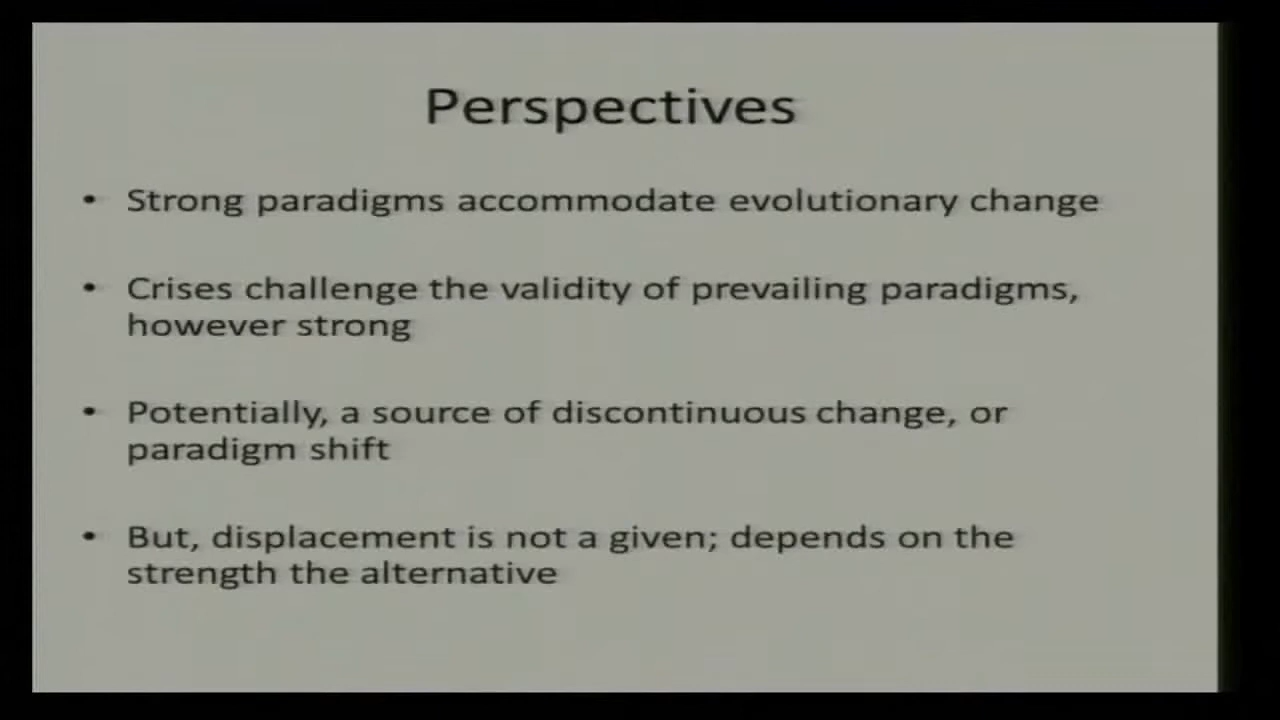 Perspectives
• Strong paradigms accommodate evolutionary change
• Crises challenge the validity of prevailing paradigms,
however strong
• Potentially, a source of discontinuous change, or
paradigm shift
• But, displacement is not a given; depends on the
strength the alternative